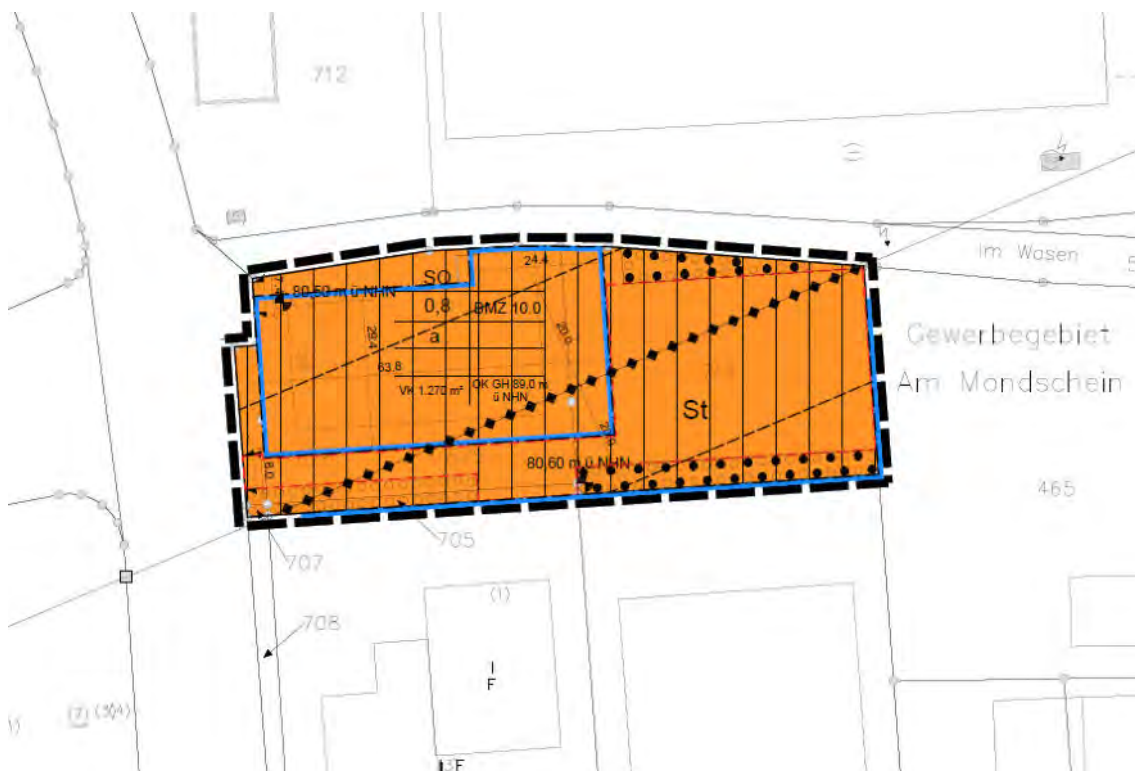 712
Im Wasen
24.4
SO
80,50 m ü NHN
0,8
BMZ 10.0
Gewerbegebiet
a
20.0
29.4
63.8
Am Mondschein
VK 1.270 m²
OK GH 89,0 m
ü NHN
St
80,60 m ü NHN
8.0
465
705
707
(1)
708
F
(7)
F